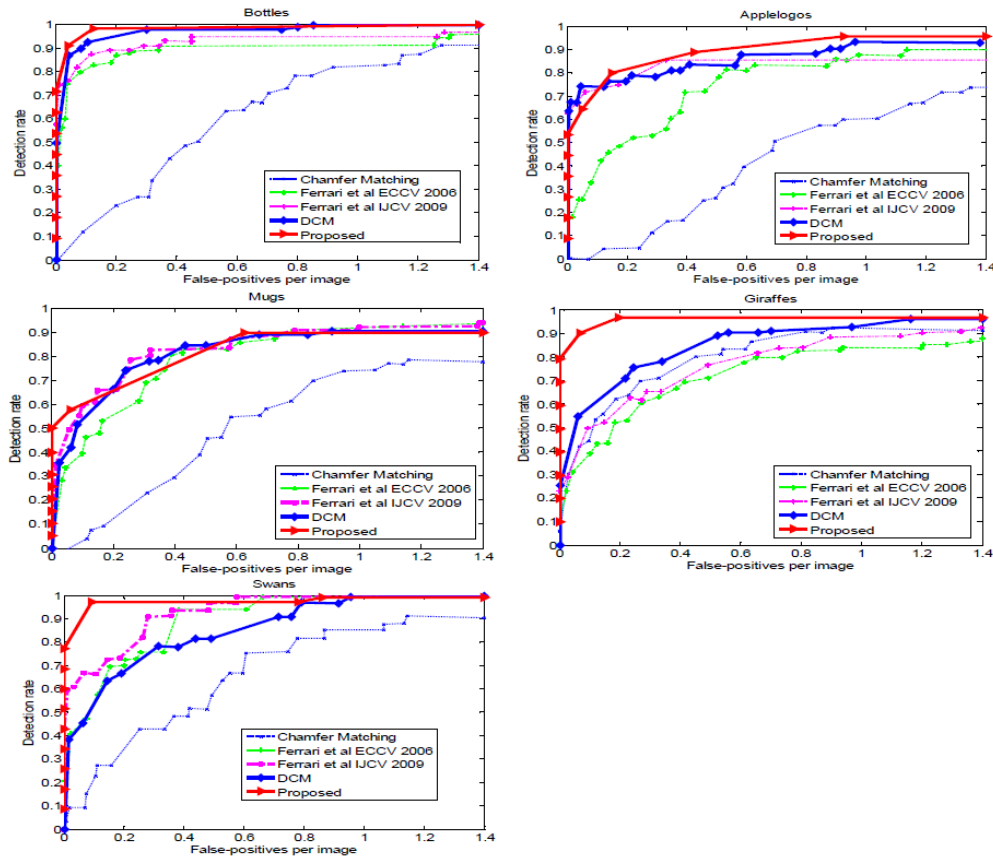 Bottles
1
0.9
0.8
0.7
0.6
0.5
0.4
0.3
0.2
0.1
0
Detection rate
Chamfer Matching
Ferrari et al ECCV 2006
Ferrari et al IJCV 2009
DCM
Proposed
0 0.2 0.4 0.6 0.8 1 1.2 1.4
False-positives per image
Applelogos
1
0.9
0.8
0.7
0.6
0.5
0.4
0.3
0.2
0.1
0
Detection rate
Chamfer Matching
Ferrari et al ECCV 2006
Ferrari et al IJCV 2009
DCM
Proposed
0 0.2 0.4 0.6 0.8 1 1.2 1.4
False-positives per image
Mugs
1
0.9
0.8
0.7
0.6
0.5
0.4
0.3
0.2
0.1
0
Detection rate
Chamfer Matching
Ferrari et al ECCV 2006
Ferrari et al IJCV 2009
DCM
Proposed
0 0.2 0.4 0.6 0.8 1 1.2 1.4
False-positives per image
Giraffes
1
0.9
0.8
0.7
0.6
0.5
0.4
0.3
0.2
0.1
0
Detection rate
Chamfer Matching
Ferrari et al ECCV 2006
Ferrari et al IJCV 2009
DCM
Proposed
0 0.2 0.4 0.6 0.8 1 1.2 1.4
False-positives per image
Swans
1
0.9
0.8
0.7
0.6
0.5
0.4
0.3
0.2
0.1
0
Detection rate
Chamfer Matching
Ferrari et al ECCV 2006
Ferrari et al IJCV 2009
DCM
Proposed
0 0.2 0.4 0.6 0.8 1 1.2 1.4
False-positives per image